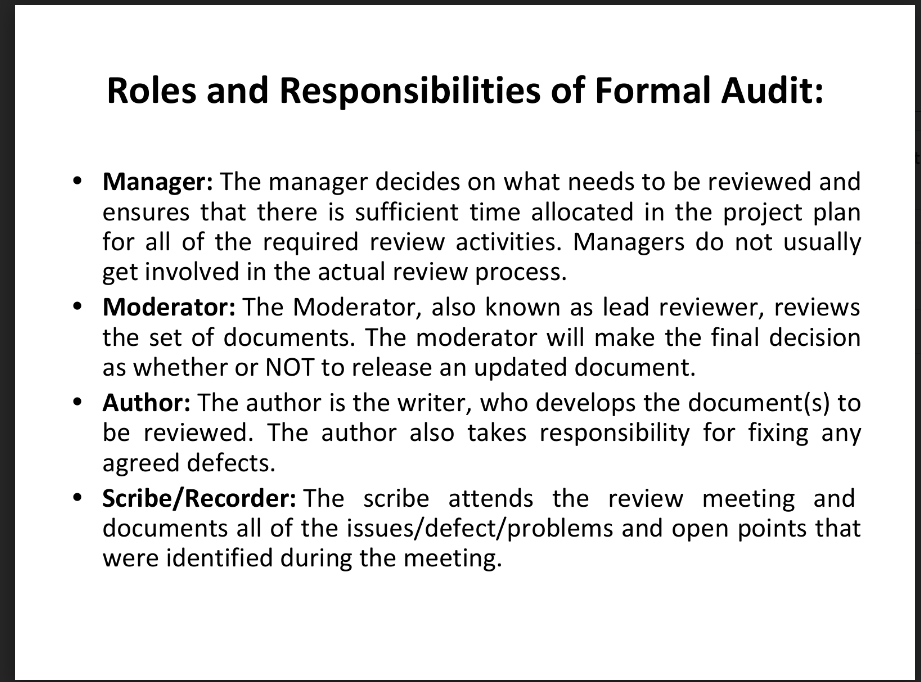 Roles and Responsibilities of Formal Audit:
• Manager: The manager decides on what needs to be reviewed and
ensures that there is sufficient time allocated in the project plan
for all of the required review activities. Managers do not usually
get involved in the actual review process.
• Moderator: The Moderator, also known as lead reviewer, reviews
the set of documents. The moderator will make the final decision
as whether or NOT to release an updated document.
• Author: The author is the writer, who develops the document(s) to
be reviewed. The author also takes responsibility for fixing any
agreed defects.
• Scribe/Recorder: The scribe attends the review meeting and
documents all of the issues/defect/problems and open points that
were identified during the meeting.